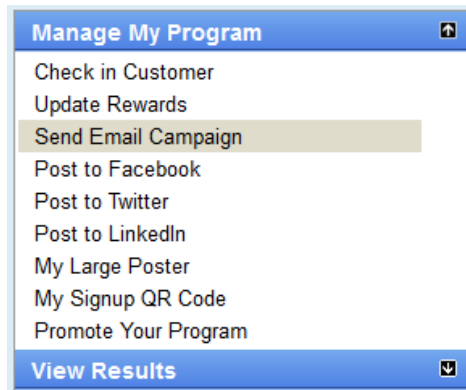 Manage My Program
Check in Customer
Update Rewards
Send Email Campaign
Post to Facebook
Post to Twitter
Post to LinkedIn
My Large Poster
My Signup QR Code
Promote Your Program
View Results